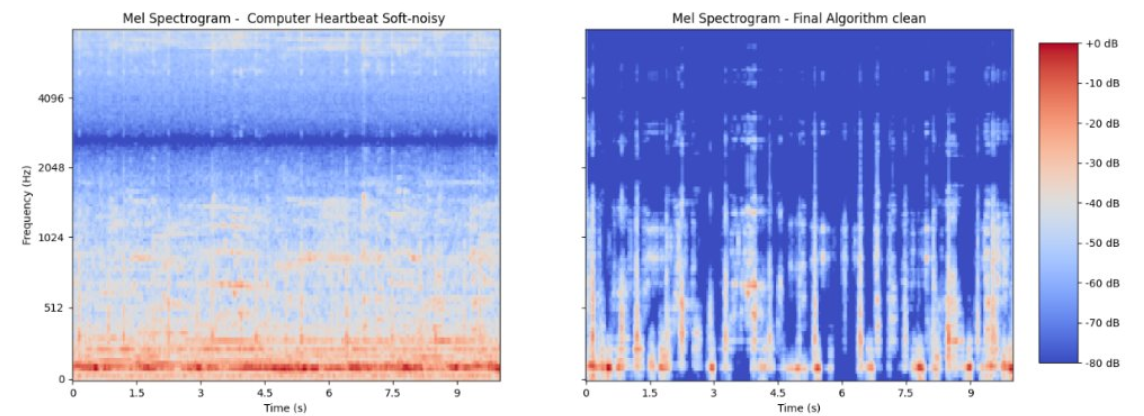 Mel Spectrogram -  Computer Heartbeat Soft-noisy
Mel Spectrogram - Final Algorithm clean
Frequency (Hz)
4096
2048
1024
512
0
0
1.5
3
4.5
6
7.5
9
Time (s)
0
1.5
3
4.5
6
7.5
9
Time (s)
+0 dB
-10 dB
-20 dB
-30 dB
-40 dB
-50 dB
-60 dB
-70 dB
-80 dB